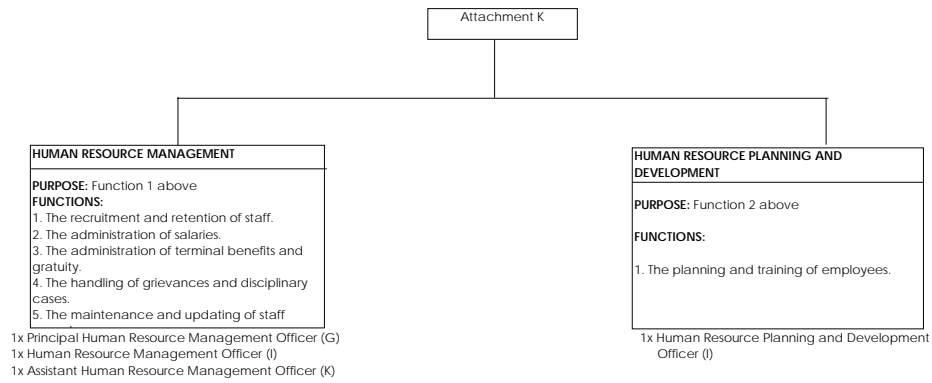 Attachment K
HUMAN RESOURCE MANAGEMENT
PURPOSE: Function 1 above
FUNCTIONS:
1. The recruitment and retention of staff.
2. The administration of salaries.
3. The administration of terminal benefits and
gratuity.
4. The handling of grievances and disciplinary
cases.
5. The maintenance and updating of staff
1x Principal Human Resource Management Officer (G)
1x Human Resource Management Officer (I)
1x Assistant Human Resource Management Officer (K)
HUMAN RESOURCE PLANNING AND
DEVELOPMENT
PURPOSE: Function 2 above
FUNCTIONS:
1. The planning and training of employees.
1x Human Resource Planning and Development
Officer (I)